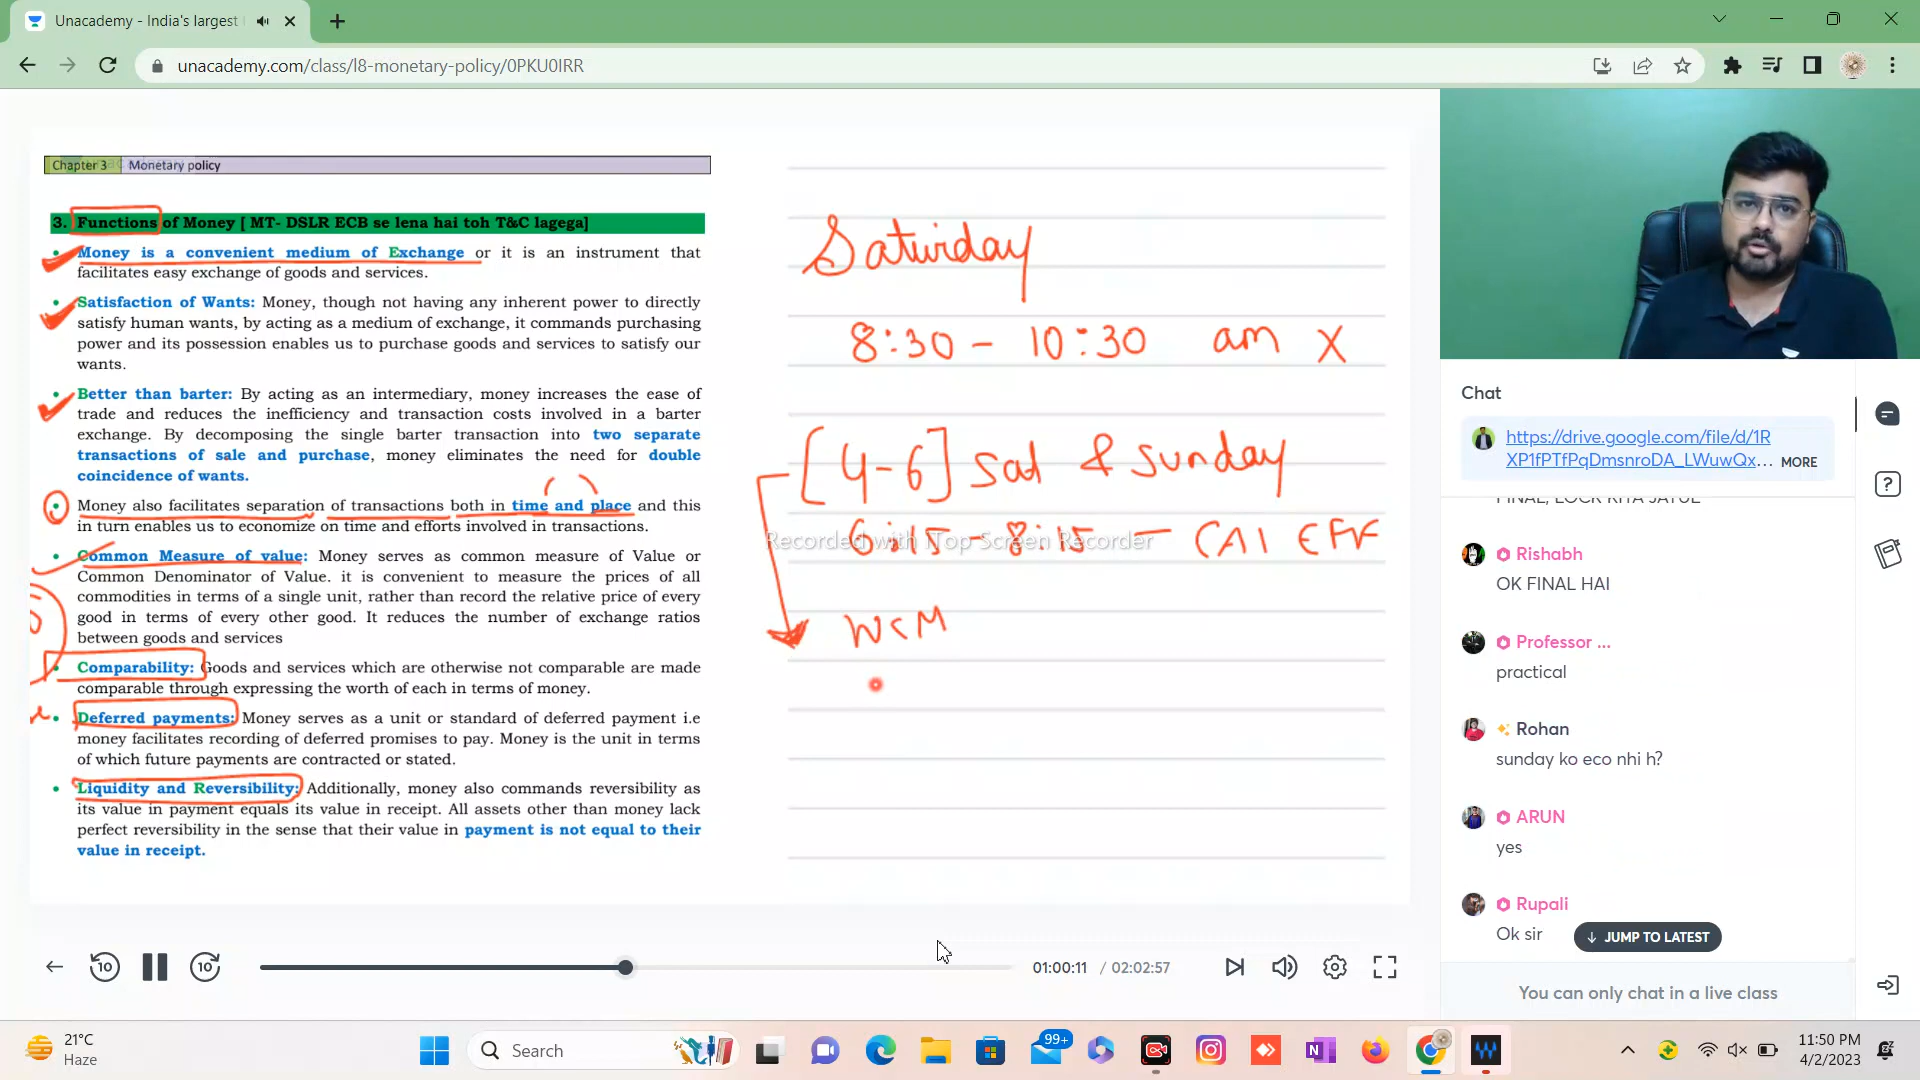 Unacademy - India's largest
unacademy.com/class/l8-monetary-policy/0PKU0IRR
Chapter 3 Monetary policy
3. Functions of Money [ MT- DSLR ECB se lena hai toh T&C lagega]
• Money is a convenient medium of Exchange or it is an instrument that
facilitates easy exchange of goods and services.
• Satisfaction of Wants: Money, though not having any inherent power to directly
satisfy human wants, by acting as a medium of exchange, it commands purchasing
power and its possession enables us to purchase goods and services to satisfy our
wants.
• Better than barter: By acting as an intermediary, money increases the ease of
trade and reduces the inefficiency and transaction costs involved in a barter
exchange. By decomposing the single barter transaction into two separate
transactions of sale and purchase, money eliminates the need for double
coincidence of wants.
• Money also facilitates separation of transactions both in time and place and this
in turn enables us to economize on time and efforts involved in transactions.
• Common Measure of value: Money serves as common measure of Value or
Common Denominator of Value. it is convenient to measure the prices of all
commodities in terms of a single unit, rather than record the relative price of every
good in terms of every other good. It reduces the number of exchange ratios
between goods and services
• Comparability: Goods and services which are otherwise not comparable are made
comparable through expressing the worth of each in terms of money.
• Deferred payments: Money serves as a unit or standard of deferred payment i.e
money facilitates recording of deferred promises to pay. Money is the unit in terms
of which future payments are contracted or stated.
• Liquidity and Reversibility: Additionally, money also commands reversibility as
its value in payment equals its value in receipt. All assets other than money lack
perfect reversibility in the sense that their value in payment is not equal to their
value in receipt.
Saturday
8:30 - 10:30 am X
[4-6] Sat & Sunday
6:15 - 8:15 -
Recorded with iTop Screen Recorder
WCM
Chat
https://drive.google.com/file/d/1R
XP1fPTfPqDmsnroDA_LWuwQx... MORE
FINAL, LOCK KITA JAYUE
Rishabh
OK FINAL HAI
Professor ...
practical
Rohan
sunday ko eco nhi h?
ARUN
yes
Rupali
Ok sir
JUMP TO LATEST
You can only chat in a live class
10 10 01:00:11 / 02:02:57
21°C
Haze
Search
99+
11:50 PM
4/2/2023